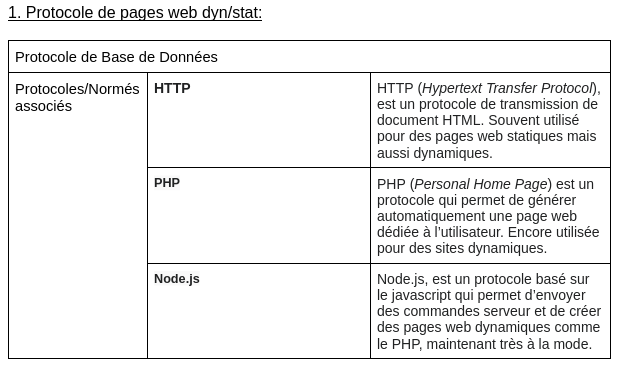 1. Protocole de pages web dyn/stat:
Protocole de Base de Données
Protocoles/Normés
associés
HTTP
HTTP (Hypertext Transfer Protocol),
est un protocole de transmission de
document HTML. Souvent utilisé
pour des pages web statiques mais
aussi dynamiques.
PHP
PHP (Personal Home Page) est un
protocole qui permet de générer
automatiquement une page web
dédiée à l’utilisateur. Encore utilisée
pour des sites dynamiques.
Node.js
Node.js, est un protocole basé sur
le javascript qui permet d’envoyer
des commandes serveur et de créer
des pages web dynamiques comme
le PHP, maintenant très à la mode.